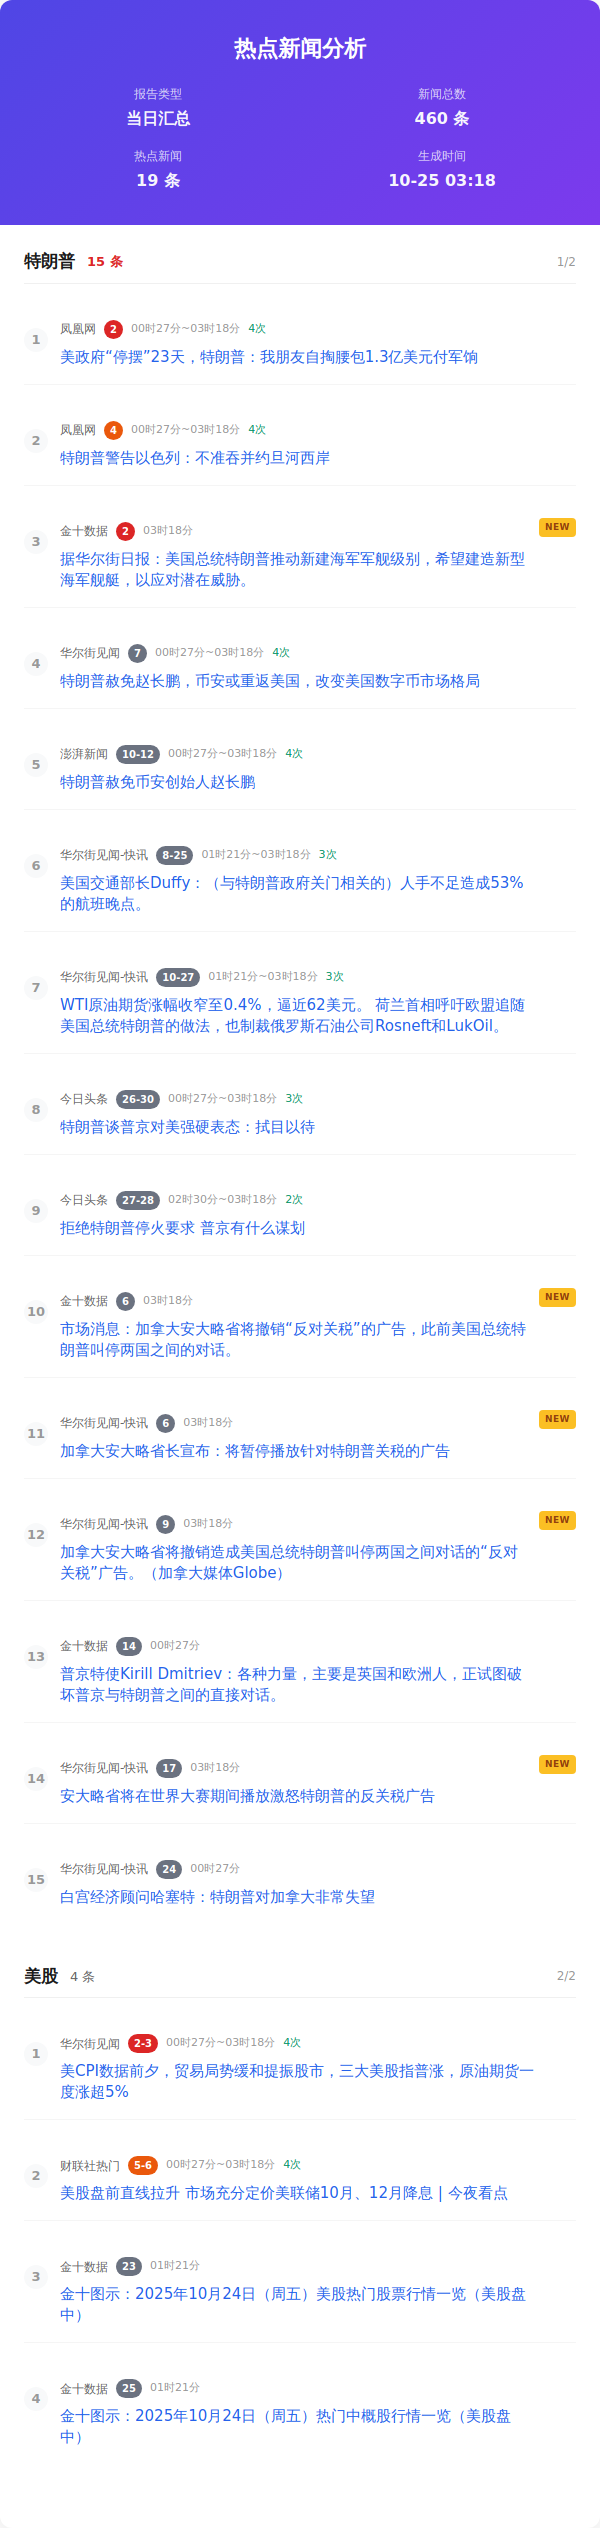 热点新闻分析
报告类型
新闻总数
当日汇总
460 条
热点新闻
生成时间
19 条
10-25 03:18
特朗普 15 条 1/2
1 凤凰网 2 00时27分~03时18分 4次
美政府“停摆”23天，特朗普：我朋友自掏腰包1.3亿美元付军饷
2 凤凰网 4 00时27分~03时18分 4次
特朗普警告以色列：不准吞并约旦河西岸
3 金十数据 2 03时18分 NEW
据华尔街日报：美国总统特朗普推动新建海军军舰级别，希望建造新型
海军舰艇，以应对潜在威胁。
4 华尔街见闻 7 00时27分~03时18分 4次
特朗普赦免赵长鹏，币安或重返美国，改变美国数字币市场格局
5 澎湃新闻 10-12 00时27分~03时18分 4次
特朗普赦免币安创始人赵长鹏
6 华尔街见闻-快讯 8-25 01时21分~03时18分 3次
美国交通部长Duffy：（与特朗普政府关门相关的）人手不足造成53%
的航班晚点。
7 华尔街见闻-快讯 10-27 01时21分~03时18分 3次
WTI原油期货涨幅收窄至0.4%，逼近62美元。 荷兰首相呼吁欧盟追随
美国总统特朗普的做法，也制裁俄罗斯石油公司Rosneft和LukOil。
8 今日头条 26-30 00时27分~03时18分 3次
特朗普谈普京对美强硬表态：拭目以待
9 今日头条 27-28 02时30分~03时18分 2次
拒绝特朗普停火要求 普京有什么谋划
10 金十数据 6 03时18分 NEW
市场消息：加拿大安大略省将撤销“反对关税”的广告，此前美国总统特
朗普叫停两国之间的对话。
11 华尔街见闻-快讯 6 03时18分 NEW
加拿大安大略省长宣布：将暂停播放针对特朗普关税的广告
12 华尔街见闻-快讯 9 03时18分 NEW
加拿大安大略省将撤销造成美国总统特朗普叫停两国之间对话的“反对
关税”广告。（加拿大媒体Globe）
13 金十数据 14 00时27分
普京特使Kirill Dmitriev：各种力量，主要是英国和欧洲人，正试图破
坏普京与特朗普之间的直接对话。
14 华尔街见闻-快讯 17 03时18分 NEW
安大略省将在世界大赛期间播放激怒特朗普的反关税广告
15 华尔街见闻-快讯 24 00时27分
白宫经济顾问哈塞特：特朗普对加拿大非常失望
美股 4 条 2/2
1 华尔街见闻 2-3 00时27分~03时18分 4次
美CPI数据前夕，贸易局势缓和提振股市，三大美股指普涨，原油期货一
度涨超5%
2 财联社热门 5-6 00时27分~03时18分 4次
美股盘前直线拉升 市场充分定价美联储10月、12月降息 | 今夜看点
3 金十数据 23 01时21分
金十图示：2025年10月24日（周五）美股热门股票行情一览（美股盘
中）
4 金十数据 25 01时21分
金十图示：2025年10月24日（周五）热门中概股行情一览（美股盘
中）